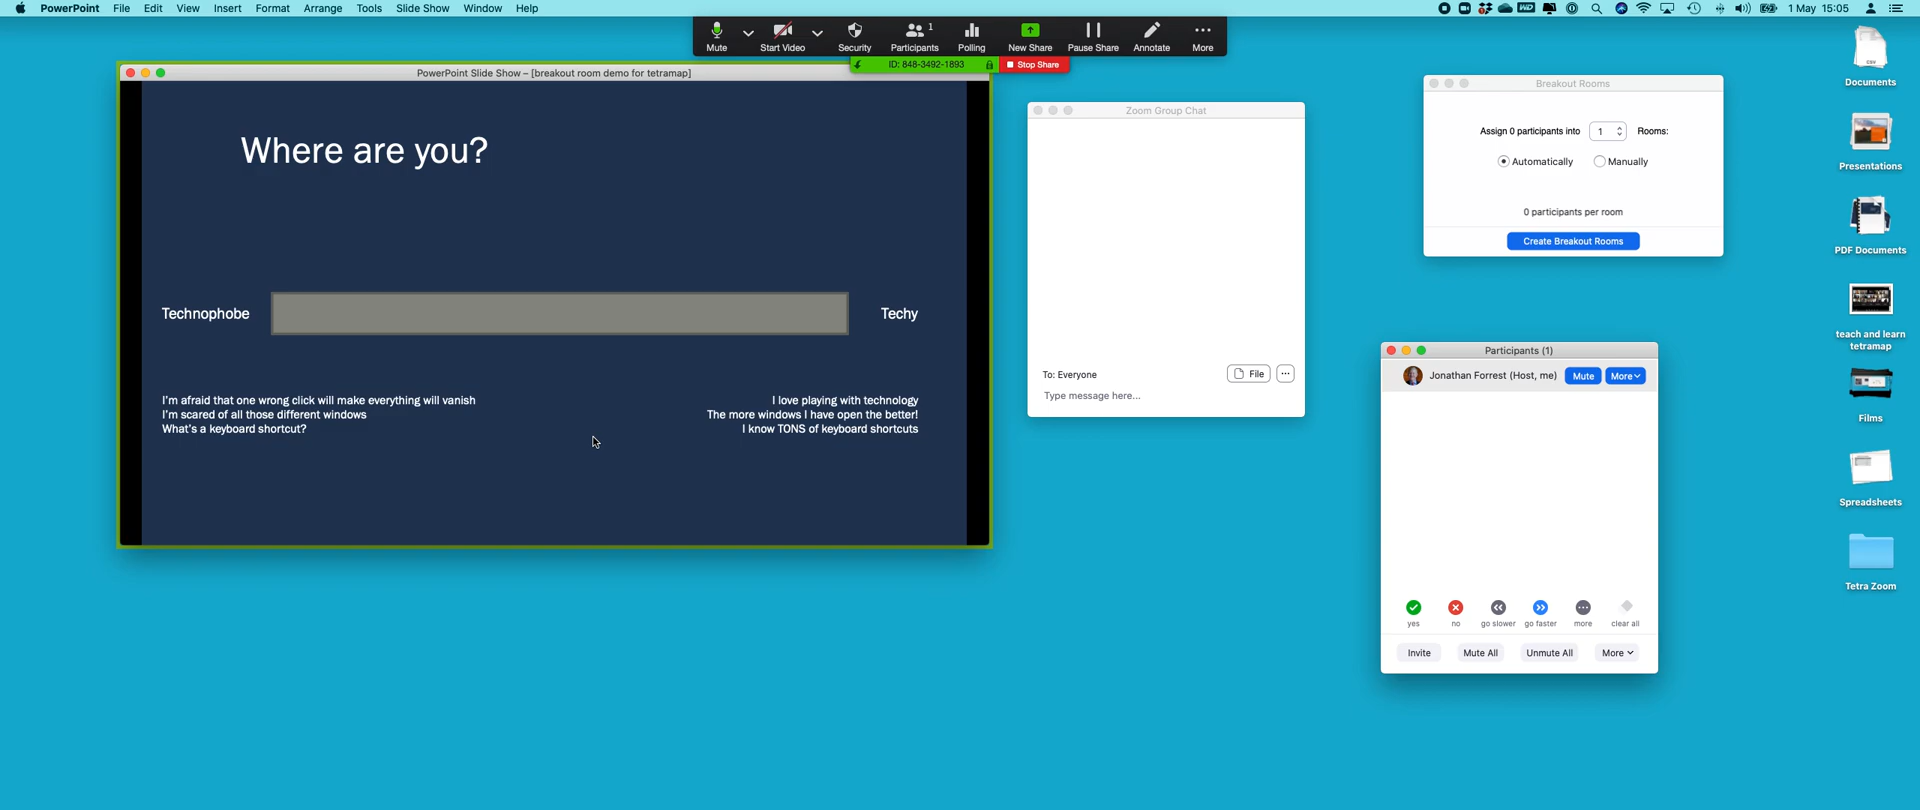 PowerPoint File Edit View Insert Format Arrange Tools Slide Show Window Help
1 May 15:05
Mute Start Video Security Participants 1 Polling New Share Pause Share Annotate More
ID: 848-3492-1893 Stop Share
PowerPoint Slide Show – [breakout room demo for tetramap]
Where are you?
Technophobe
Techy
I'm afraid that one wrong click will make everything will vanish
I'm scared of all those different windows
What's a keyboard shortcut?
I love playing with technology
The more windows I have open the better!
I know TONS of keyboard shortcuts
Zoom Group Chat
To: Everyone
File
Type message here...
Breakout Rooms
Assign 0 participants into 1 Rooms:
Automatically Manually
0 participants per room
Create Breakout Rooms
Participants (1)
Jonathan Forrest (Host, me) Mute More
yes no go slower go faster more clear all
Invite Mute All Unmute All More
CSV
Documents
Presentations
PDF Documents
teach and learn
tetramap
Films
Spreadsheets
Tetra Zoom